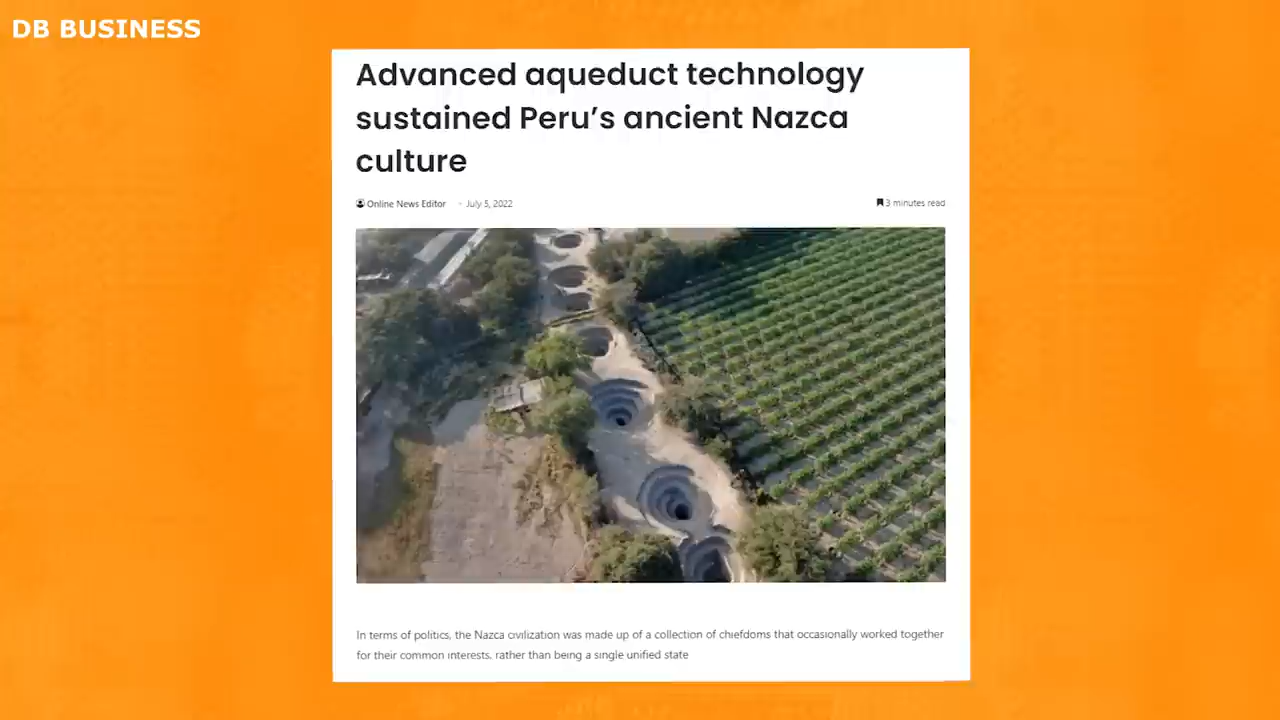 DB BUSINESS
Advanced aqueduct technology
sustained Peru’s ancient Nazca
culture
Online News Editor - July 5, 2022
3 minutes read
In terms of politics, the Nazca civilization was made up of a collection of chiefdoms that occasionally worked together
for their common interests, rather than being a single unified state